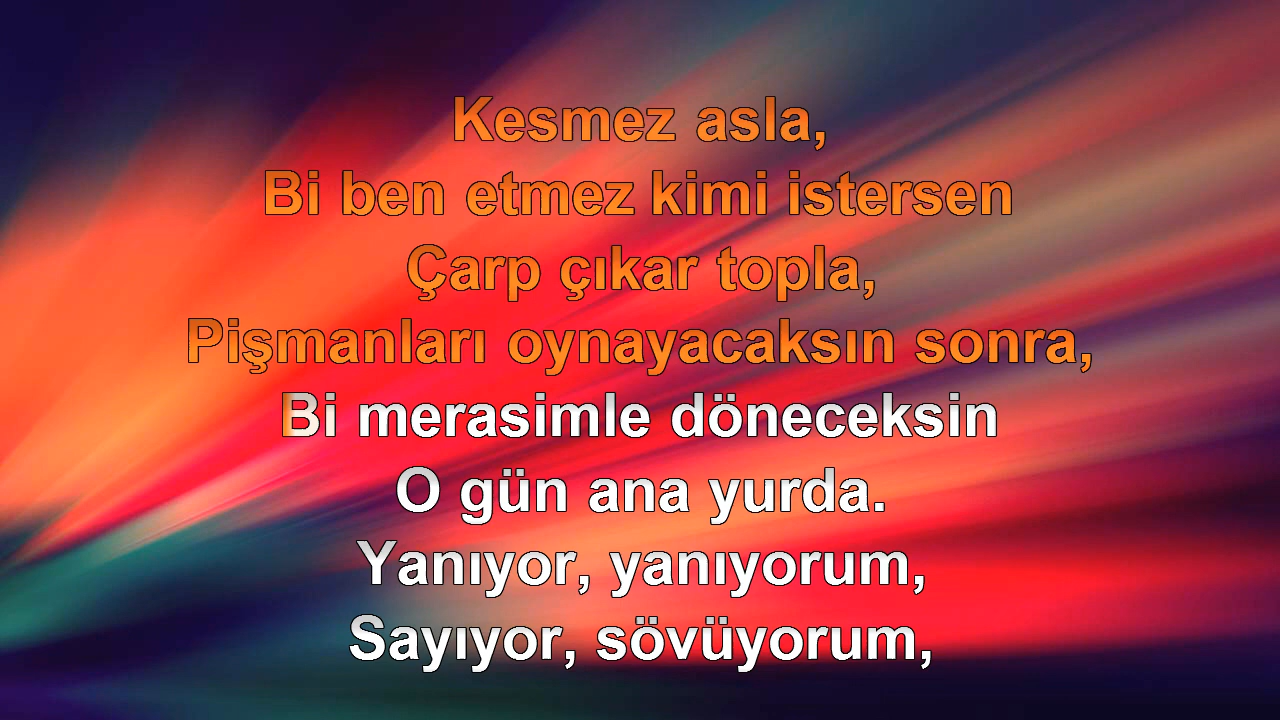 Kesmez asla,
Bi ben etmez kimi istersen
Çarp çıkar topla,
Pişmanları oynayacaksın sonra,
Bi merasimle döneceksin
O gün ana yurda.
Yanıyor, yanıyorum,
Sayıyor, sövüyorum,